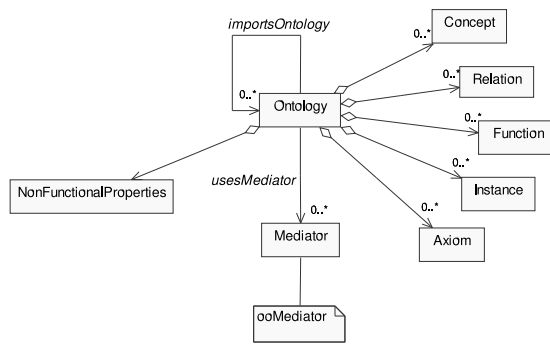 importsOntology
Concept
0..*
Relation
0..*
0..*
Ontology
0..*
Function
0..*
Instance
NonFunctionalProperties
usesMediator
0..*
0..*
Mediator
Axiom
ooMediator